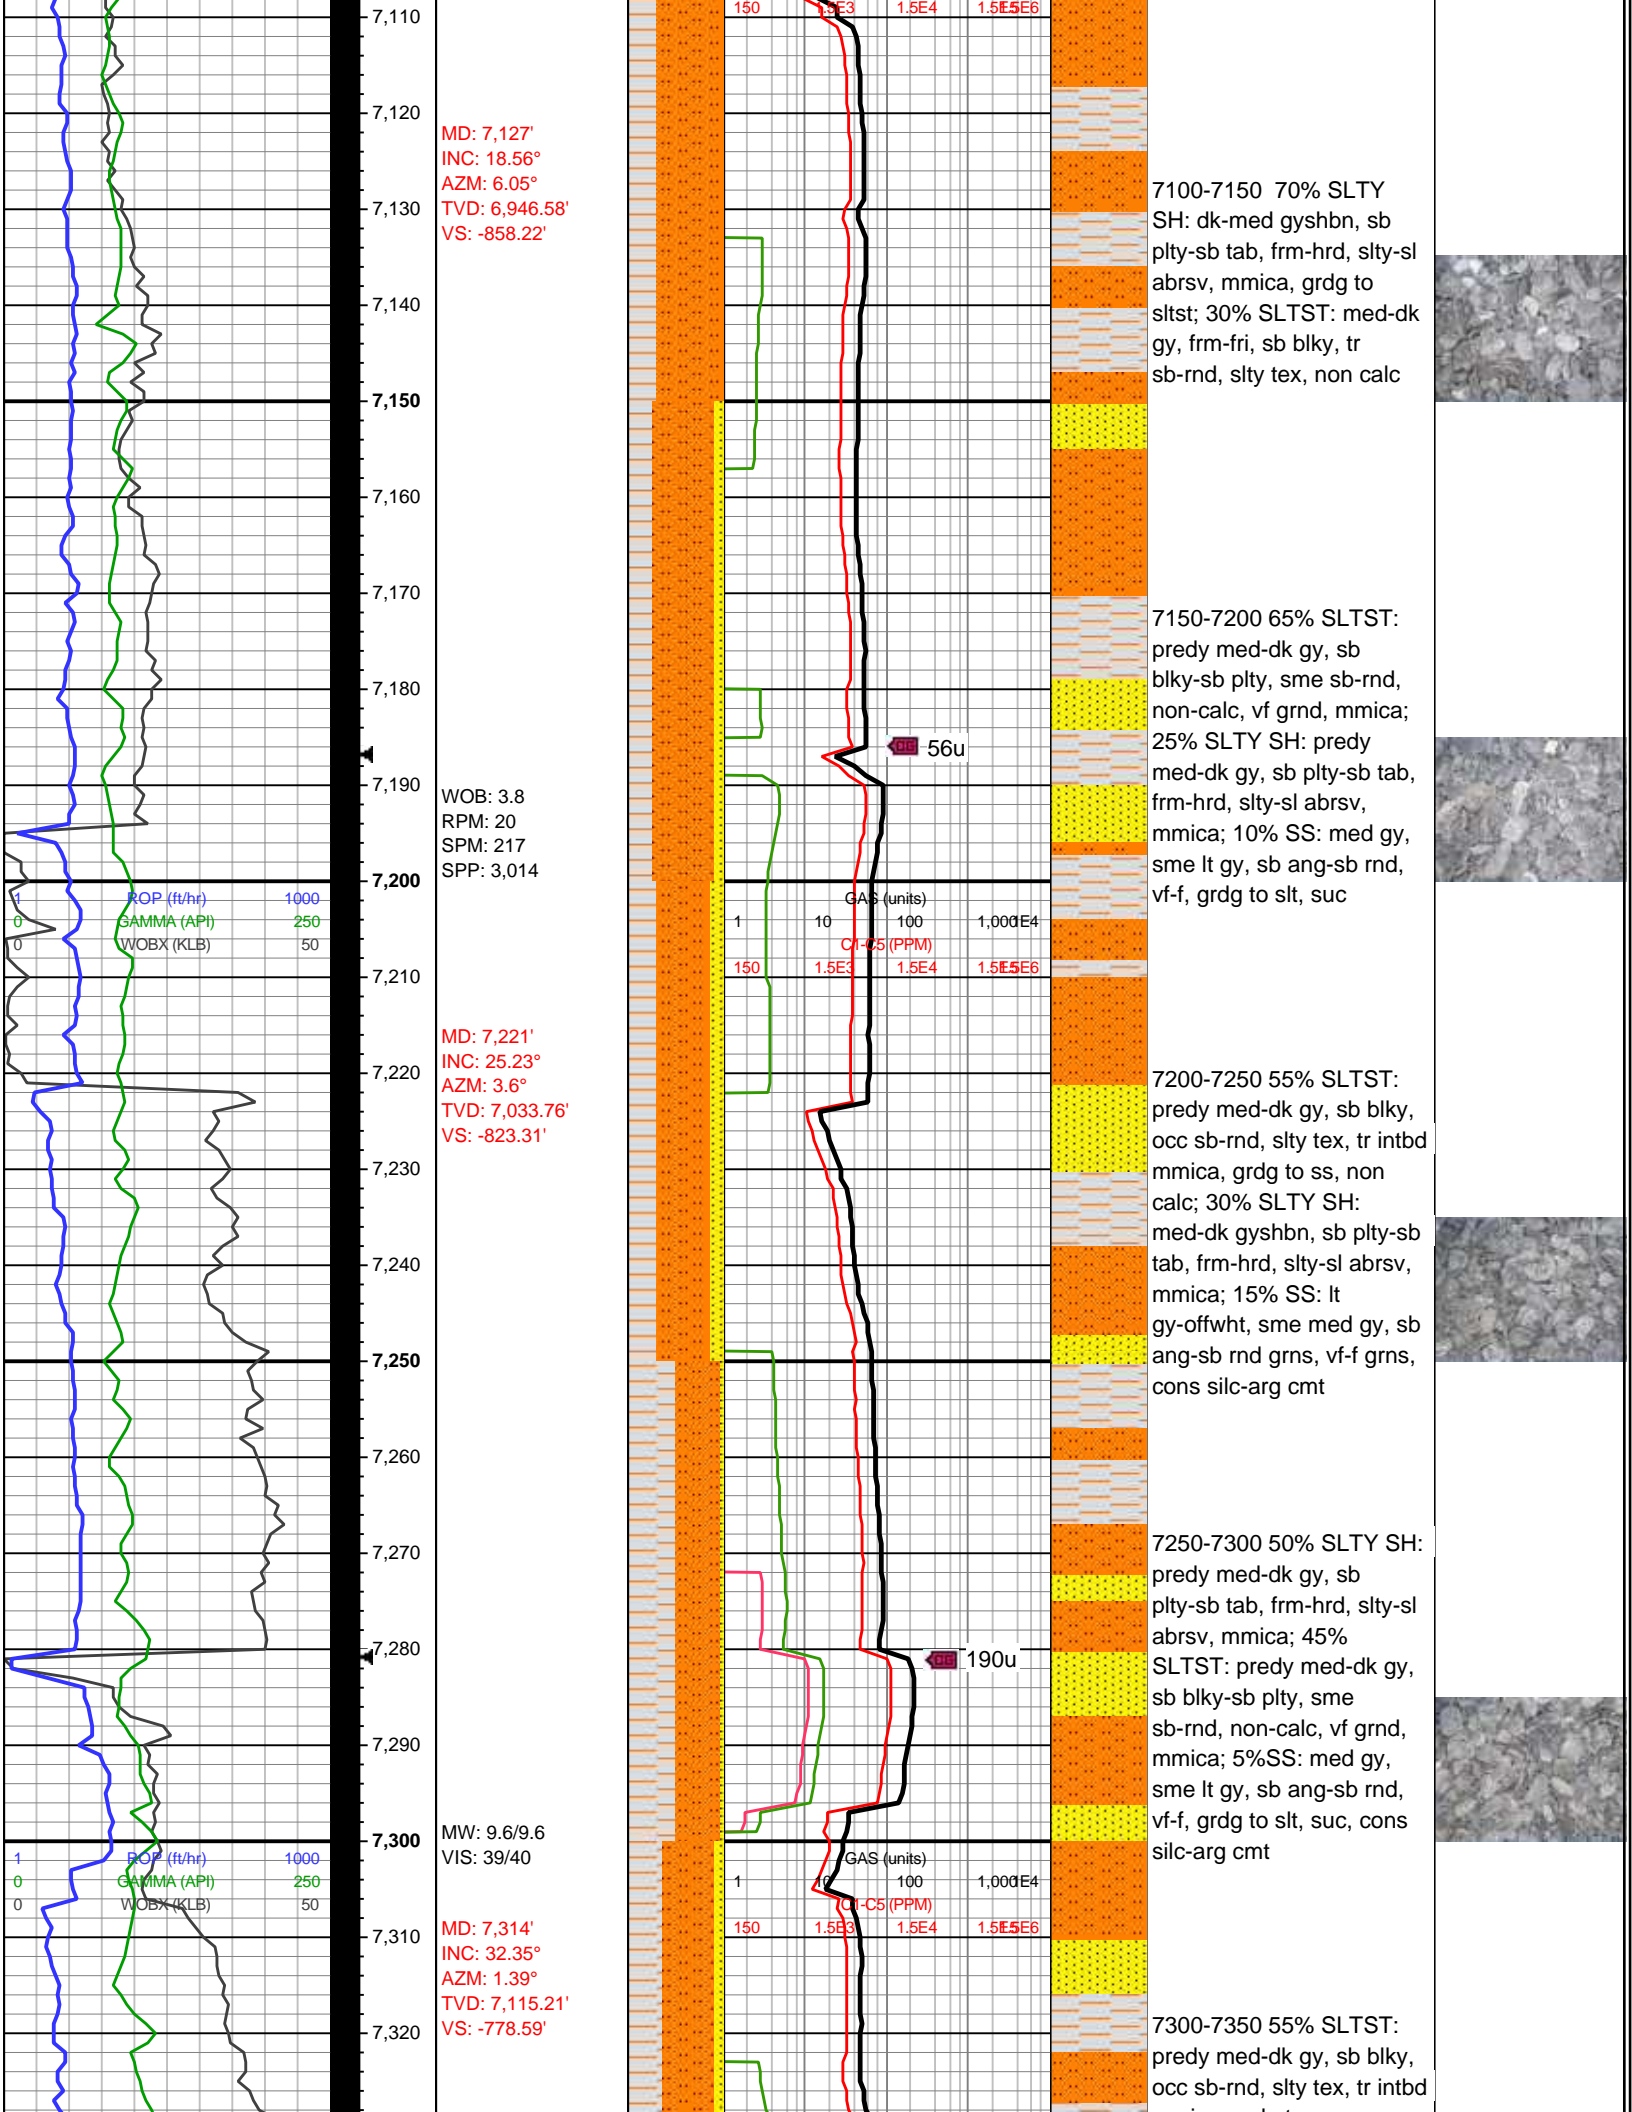 7,110
7,120
7,130
7,140
7,150
7,160
7,170
7,180
7,190
7,200
7,210
7,220
7,230
7,240
7,250
7,260
7,270
7,280
7,290
7,300
7,310
7,320
1 ROP (ft/hr) 1000
0 GAMMA (API) 250
0 WOBX (KLB) 50
1 ROP (ft/hr) 1000
0 GAMMA (API) 250
0 WOBX (KLB) 50
MD: 7,127'
INC: 18.56°
AZM: 6.05°
TVD: 6,946.58'
VS: -858.22'
WOB: 3.8
RPM: 20
SPM: 217
SPP: 3,014
MD: 7,221'
INC: 25.23°
AZM: 3.6°
TVD: 7,033.76'
VS: -823.31'
MW: 9.6/9.6
VIS: 39/40
MD: 7,314'
INC: 32.35°
AZM: 1.39°
TVD: 7,115.21'
VS: -778.59'
150 1.5E3 1.5E4 1.5E5 1.5E6
56u
GAS (units)
1 10 100 1,000 1E4
C1-C5 (PPM)
150 1.5E3 1.5E4 1.5E5 1.5E6
190u
GAS (units)
1 10 100 1,000 1E4
C1-C5 (PPM)
150 1.5E3 1.5E4 1.5E5 1.5E6
7100-7150 70% SLTY
SH: dk-med gyshbn, sb
plty-sb tab, frm-hrd, slty-sl
abrsv, mmica, grdg to
sltst; 30% SLTST: med-dk
gy, frm-fri, sb blky, tr
sb-rnd, slty tex, non calc
7150-7200 65% SLTST:
predy med-dk gy, sb
blky-sb plty, sme sb-rnd,
non-calc, vf grnd, mmica;
25% SLTY SH: predy
med-dk gy, sb plty-sb tab,
frm-hrd, slty-sl abrsv,
mmica; 10% SS: med gy,
sme lt gy, sb ang-sb rnd,
vf-f, grdg to slt, suc
7200-7250 55% SLTST:
predy med-dk gy, sb blky,
occ sb-rnd, slty tex, tr intbd
mmica, grdg to ss, non
calc; 30% SLTY SH:
med-dk gyshbn, sb plty-sb
tab, frm-hrd, slty-sl abrsv,
mmica; 15% SS: lt
gy-offwht, sme med gy, sb
ang-sb rnd grns, vf-f grns,
cons silc-arg cmt
7250-7300 50% SLTY SH:
predy med-dk gy, sb
plty-sb tab, frm-hrd, slty-sl
abrsv, mmica; 45%
SLTST: predy med-dk gy,
sb blky-sb plty, sme
sb-rnd, non-calc, vf grnd,
mmica; 5%SS: med gy,
sme lt gy, sb ang-sb rnd,
vf-f, grdg to slt, suc, cons
silc-arg cmt
7300-7350 55% SLTST:
predy med-dk gy, sb blky,
occ sb-rnd, slty tex, tr intbd